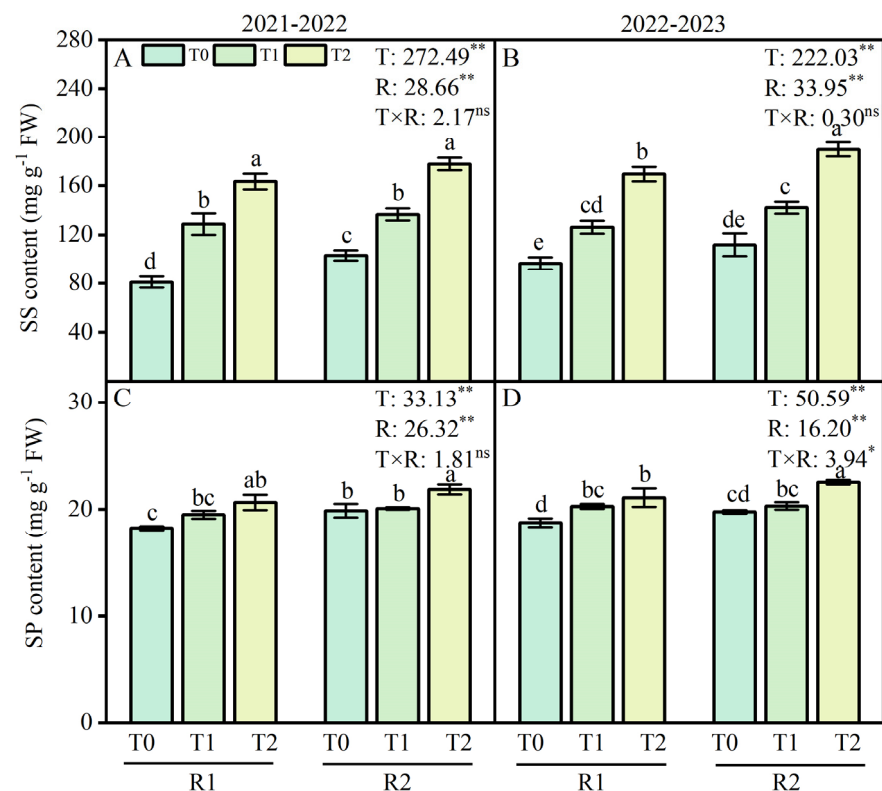 2021-2022
2022-2023
SS content (mg g⁻¹ FW)
280
240
200
160
120
80
40
A
T0
T1
T2
T: 272.49**
R: 28.66**
T×R: 2.17ns
d
b
a
c
b
a
B
T: 222.03**
R: 33.95**
T×R: 0.30ns
e
cd
b
de
c
a
SP content (mg g⁻¹ FW)
30
20
10
0
C
T: 33.13**
R: 26.32**
T×R: 1.81ns
c
bc
ab
b
b
a
D
T: 50.59**
R: 16.20**
T×R: 3.94*
d
bc
b
cd
bc
a
T0 T1 T2 T0 T1 T2 T0 T1 T2 T0 T1 T2
R1 R2 R1 R2